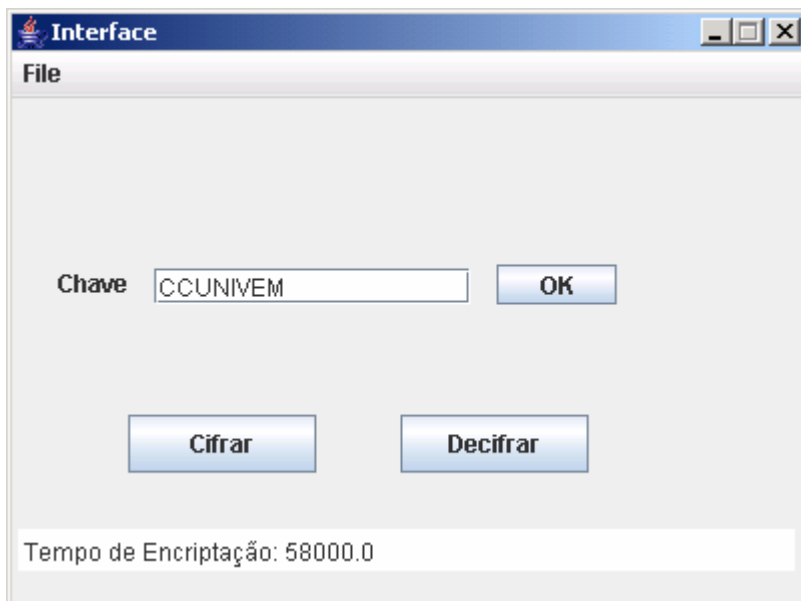 Interface
File
Chave CCUNIVEM OK
Cifrar Decifrar
Tempo de Encriptação: 58000.0